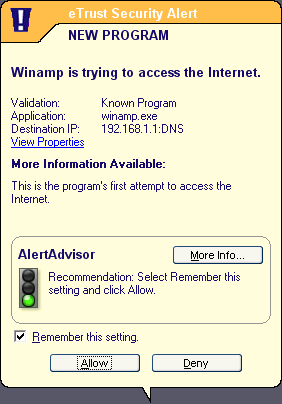 eTrust Security Alert
NEW PROGRAM
Winamp is trying to access the Internet.
Validation: Known Program
Application: winamp.exe
Destination IP: 192.168.1.1:DNS
View Properties
More Information Available:
This is the program's first attempt to access the
Internet.
AlertAdvisor
More Info...
Recommendation: Select Remember this
setting and click Allow.
Remember this setting.
Allow Deny